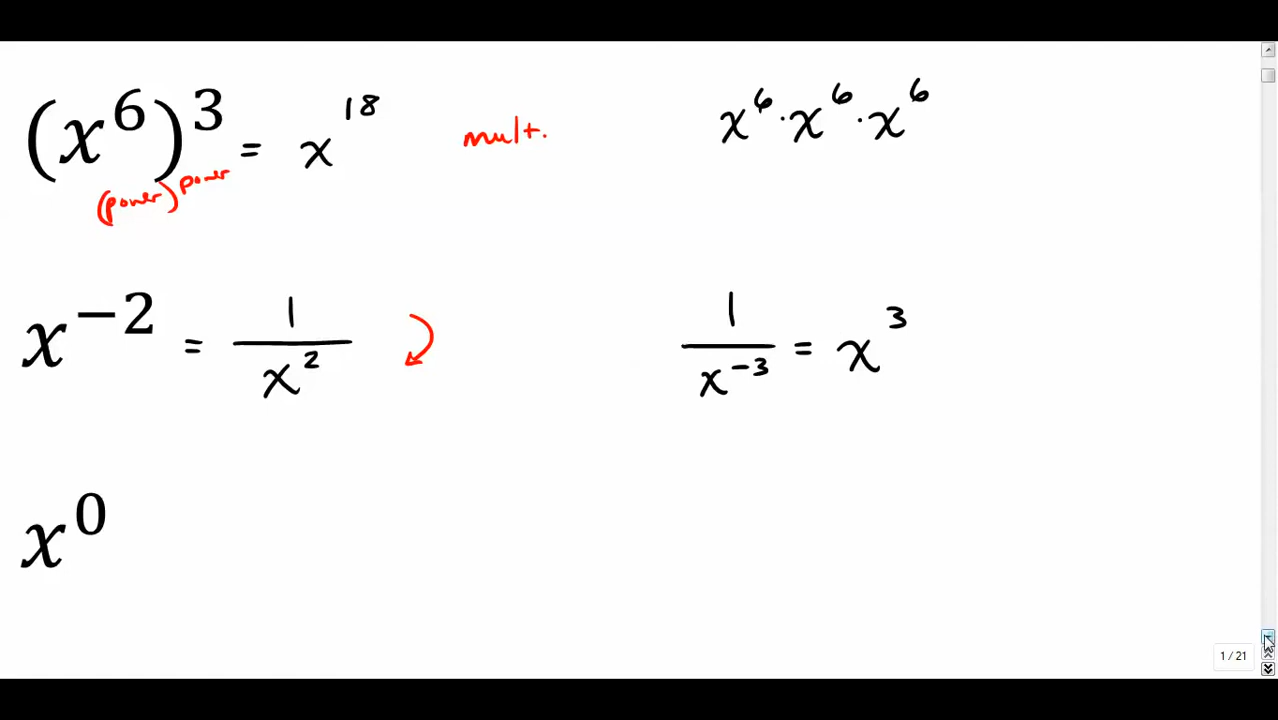 (x^6)^3 = x^18 mult. x^6 · x^6 · x^6
(power)^power
x^−2 = 1/x^2 1/x^−3 = x^3
x^0
1 / 21